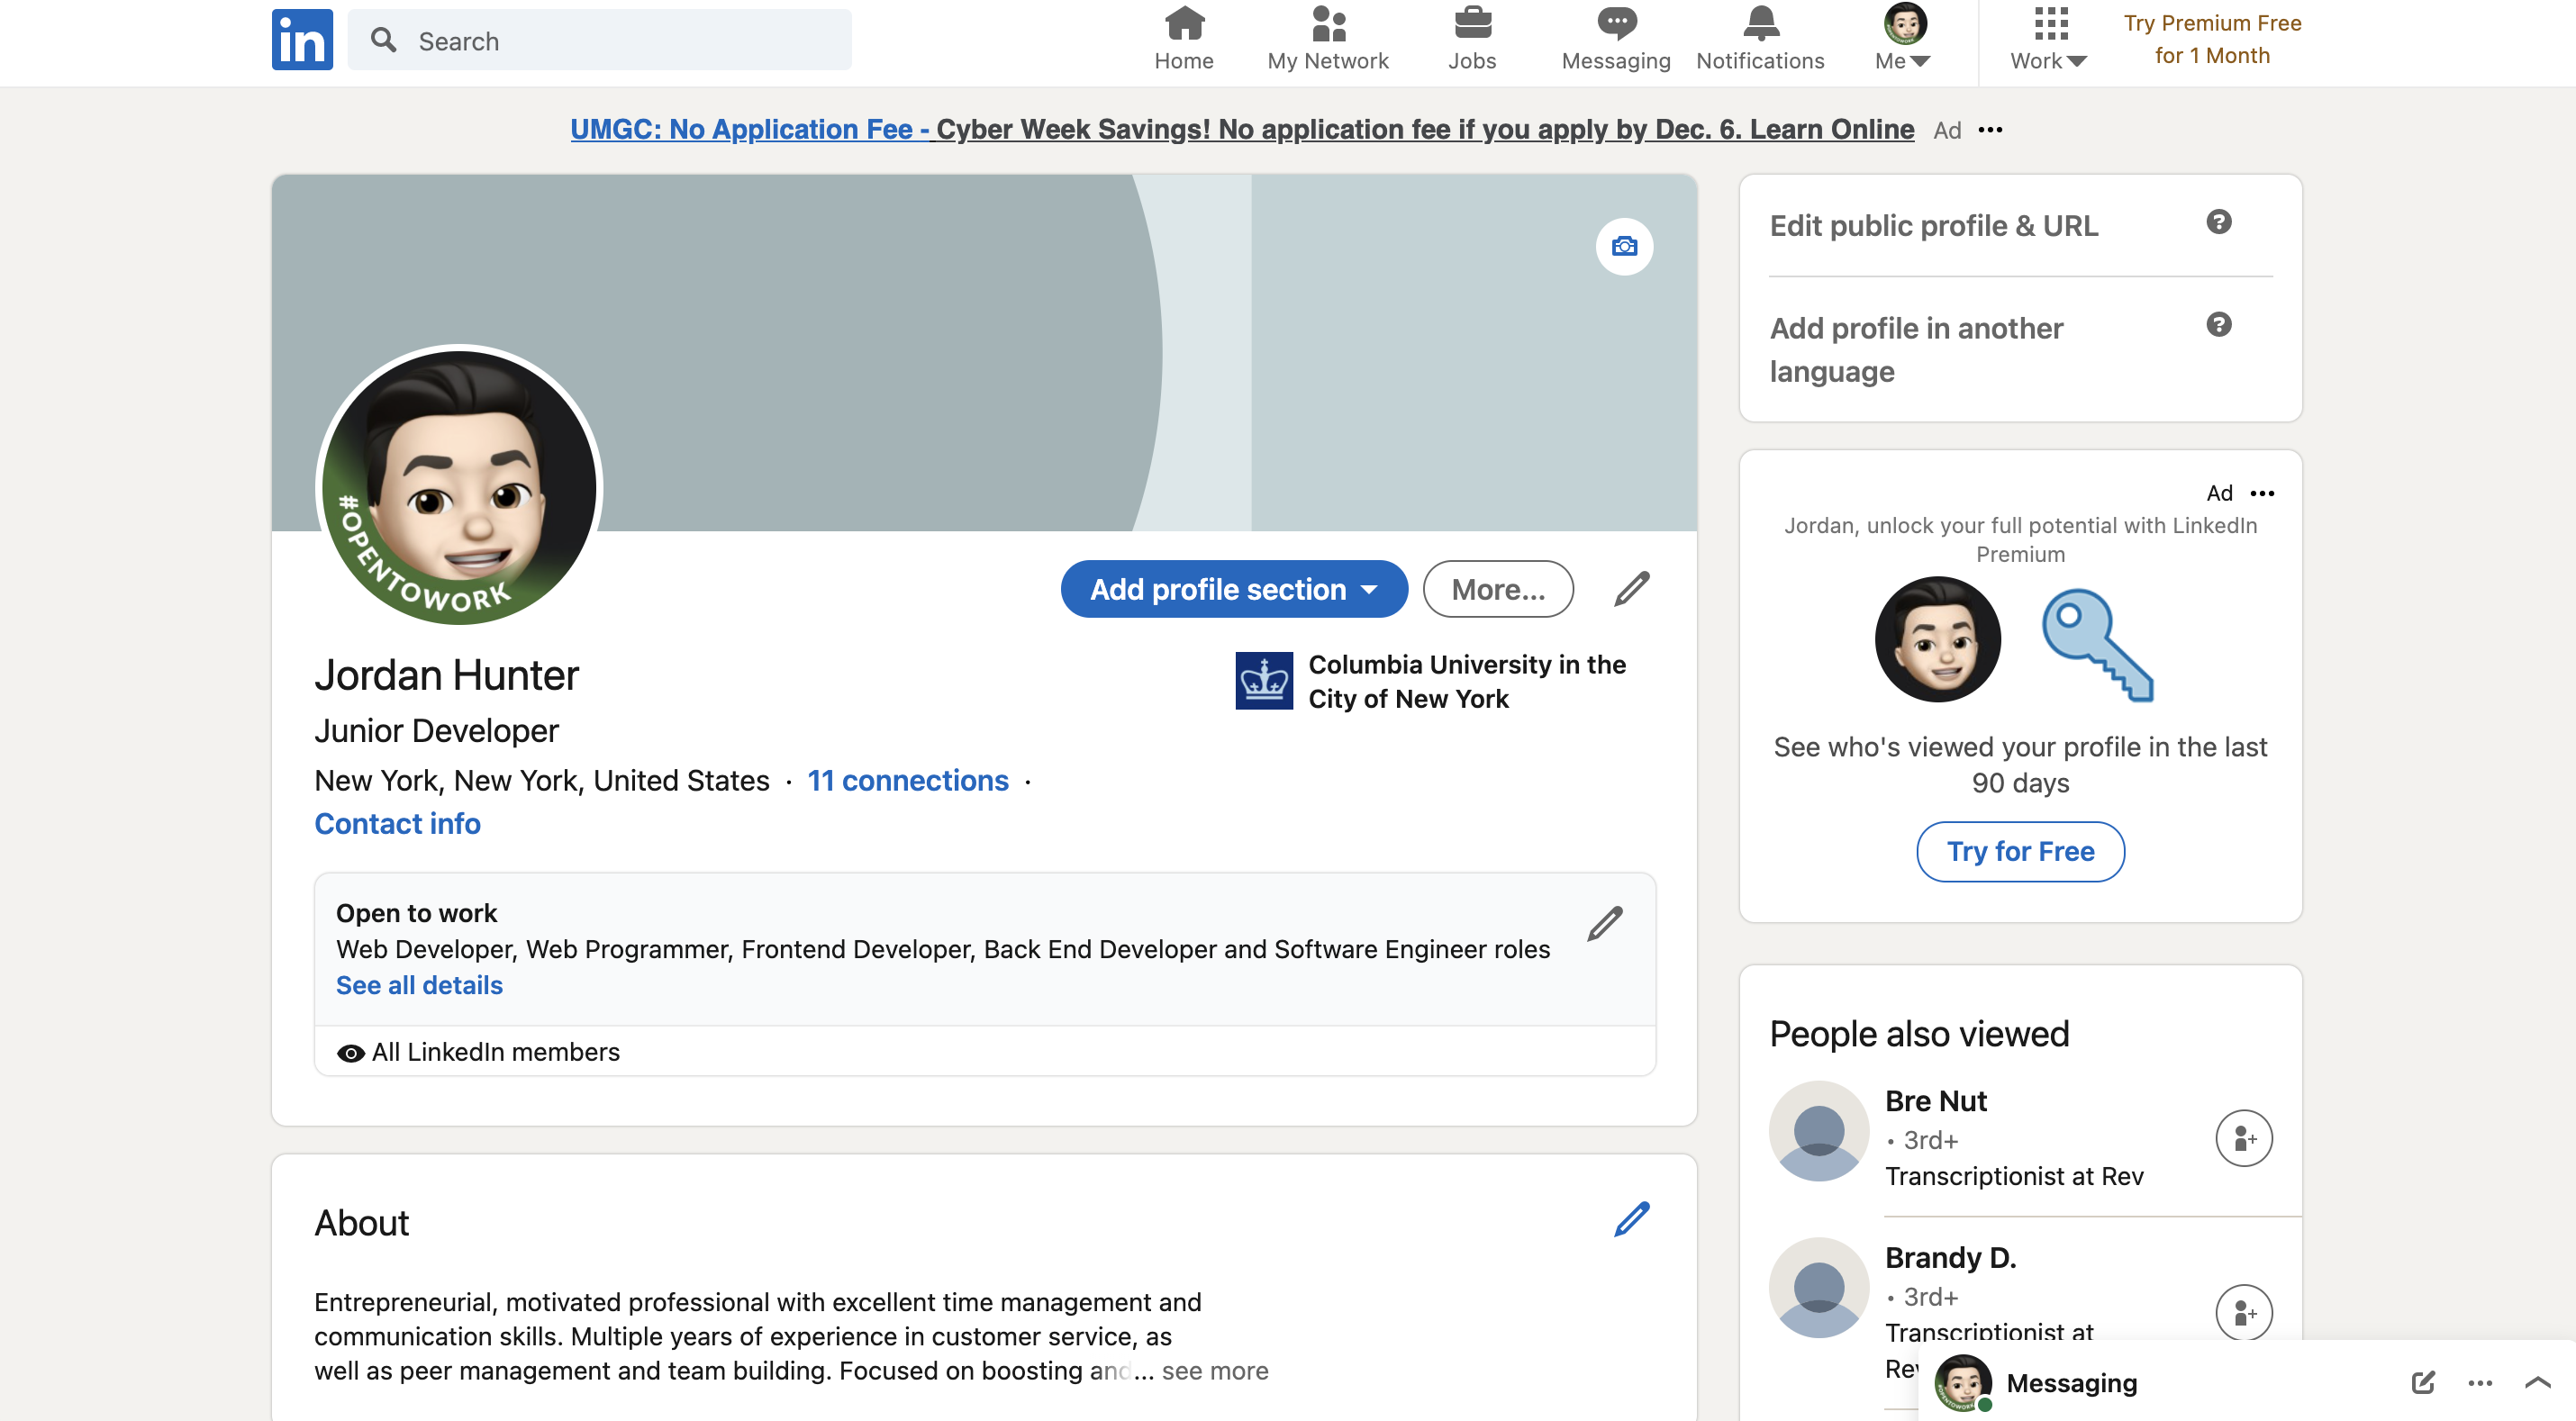 in
Search
Home
My Network
Jobs
Messaging
Notifications
Me
Work
Try Premium Free
for 1 Month
UMGC: No Application Fee - Cyber Week Savings! No application fee if you apply by Dec. 6. Learn Online
Ad
#OPENTOWORK
Add profile section
More...
Jordan Hunter
Junior Developer
New York, New York, United States · 11 connections ·
Contact info
Columbia University in the
City of New York
Open to work
Web Developer, Web Programmer, Frontend Developer, Back End Developer and Software Engineer roles
See all details
All LinkedIn members
About
Entrepreneurial, motivated professional with excellent time management and
communication skills. Multiple years of experience in customer service, as
well as peer management and team building. Focused on boosting and... see more
Edit public profile & URL
Add profile in another
language
Ad
Jordan, unlock your full potential with LinkedIn
Premium
See who's viewed your profile in the last
90 days
Try for Free
People also viewed
Bre Nut
• 3rd+
Transcriptionist at Rev
Brandy D.
• 3rd+
Transcriptionist at
Rev
Messaging